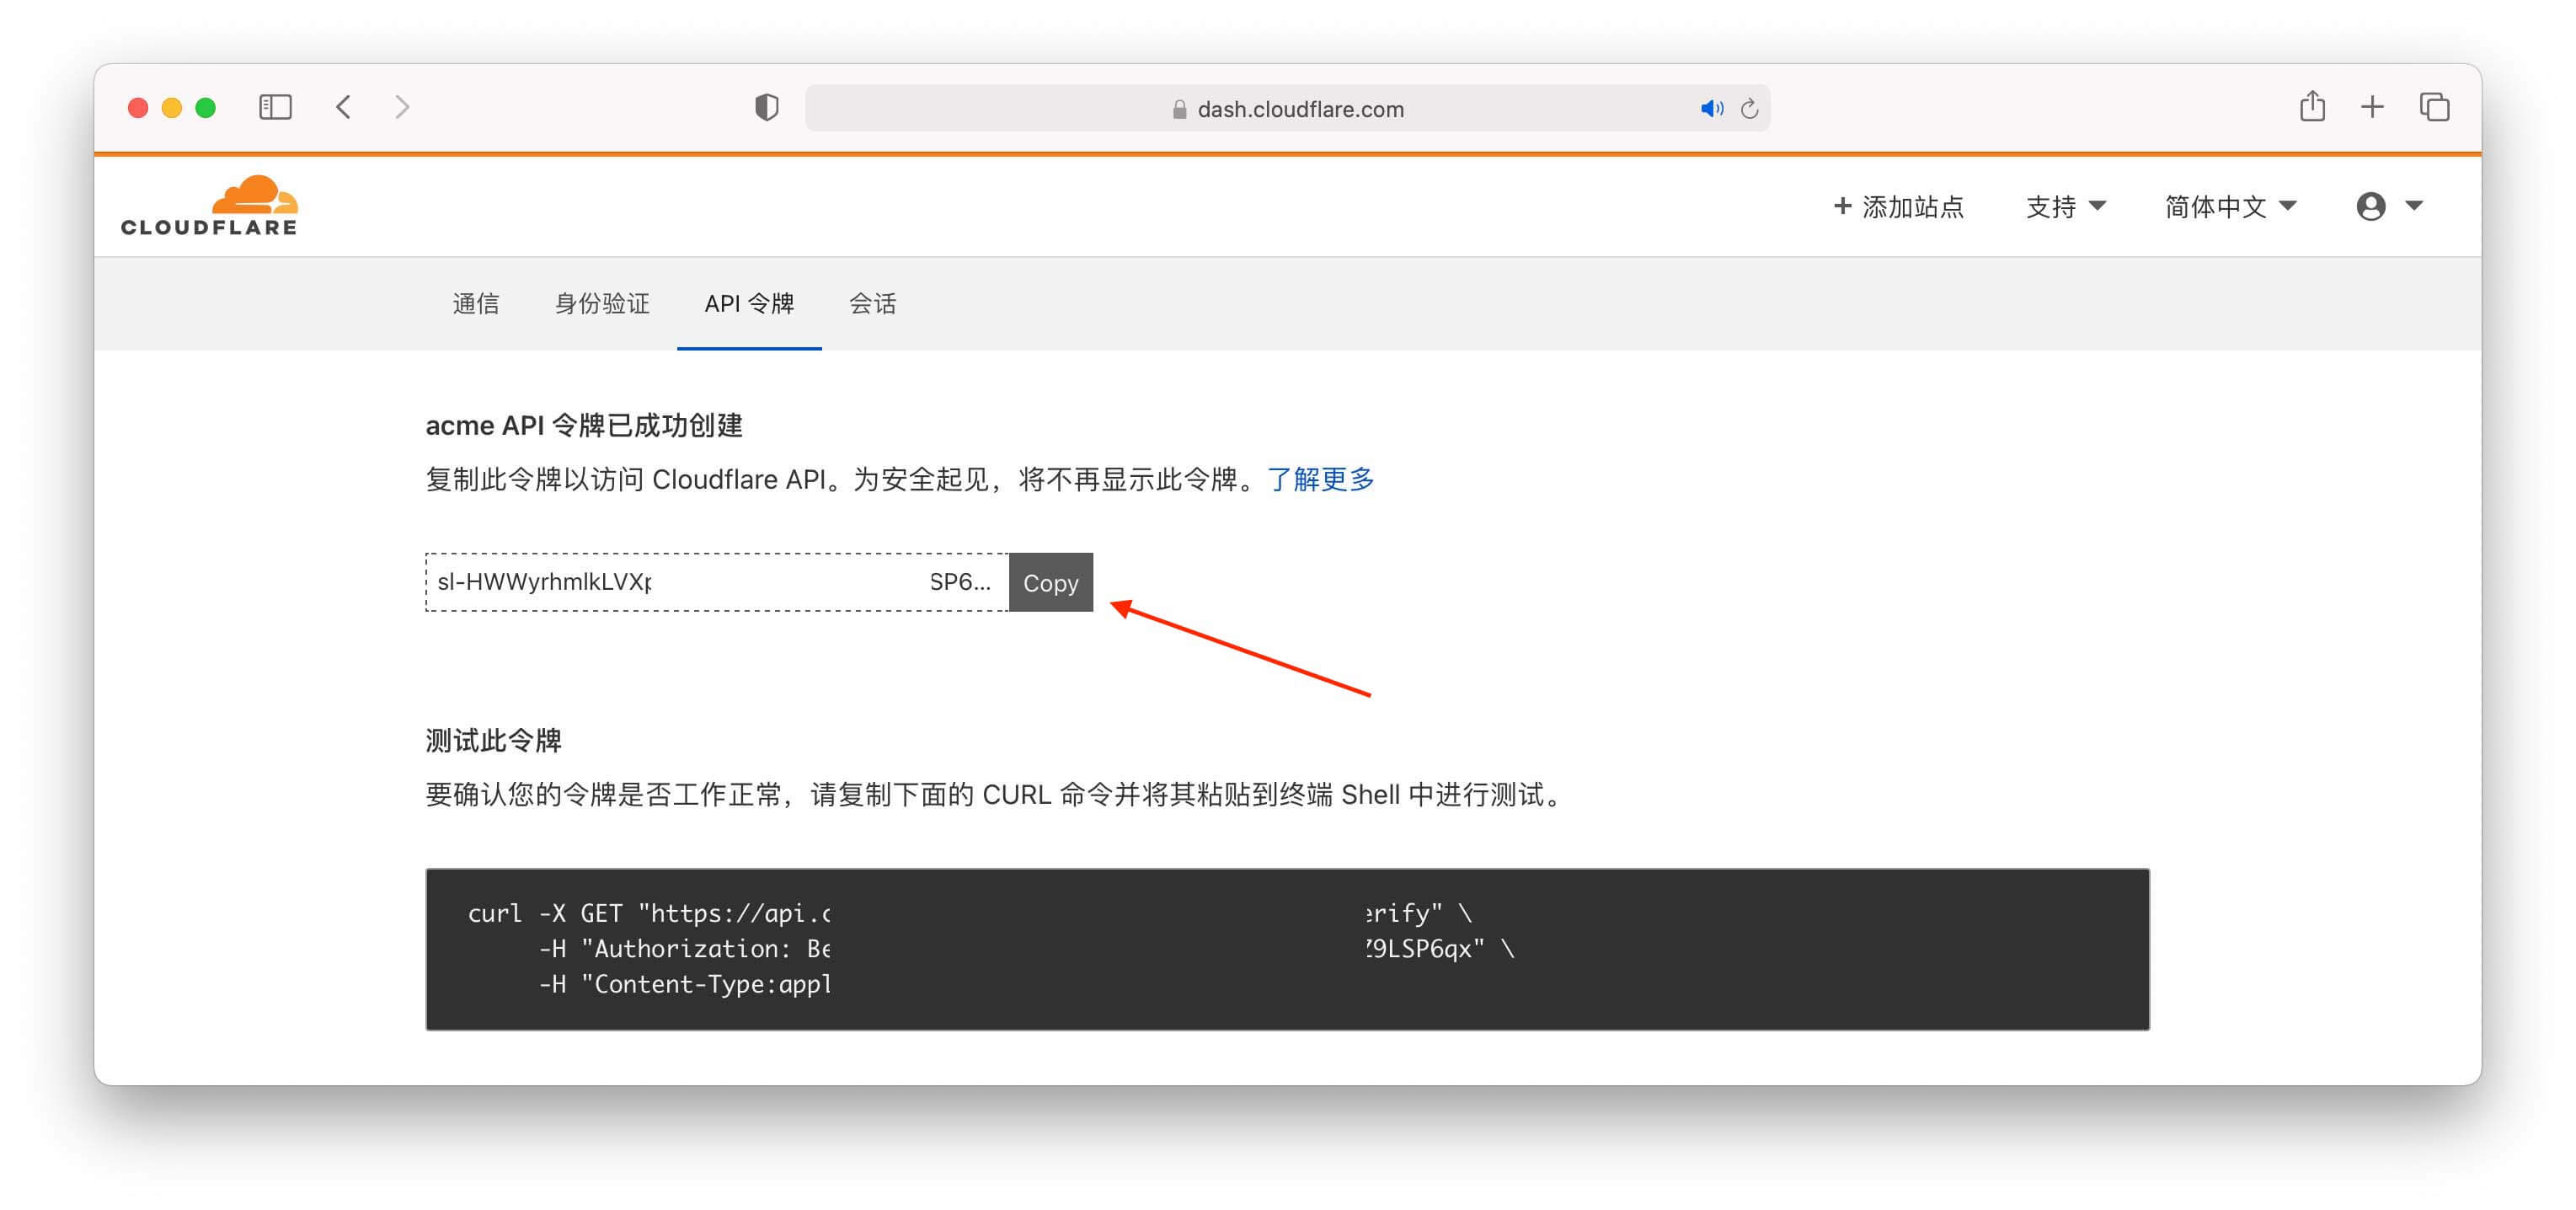 dash.cloudflare.com
CLOUDFLARE
+ 添加站点 支持 简体中文
通信 身份验证 API 令牌 会话
acme API 令牌已成功创建
复制此令牌以访问 Cloudflare API。为安全起见，将不再显示此令牌。了解更多
sl-HWWyrhmlkLVXp SP6... Copy
测试此令牌
要确认您的令牌是否工作正常，请复制下面的 CURL 命令并将其粘贴到终端 Shell 中进行测试。
curl -X GET "https://api.c erify" \
-H "Authorization: Be Z9LSP6qx" \
-H "Content-Type:appl